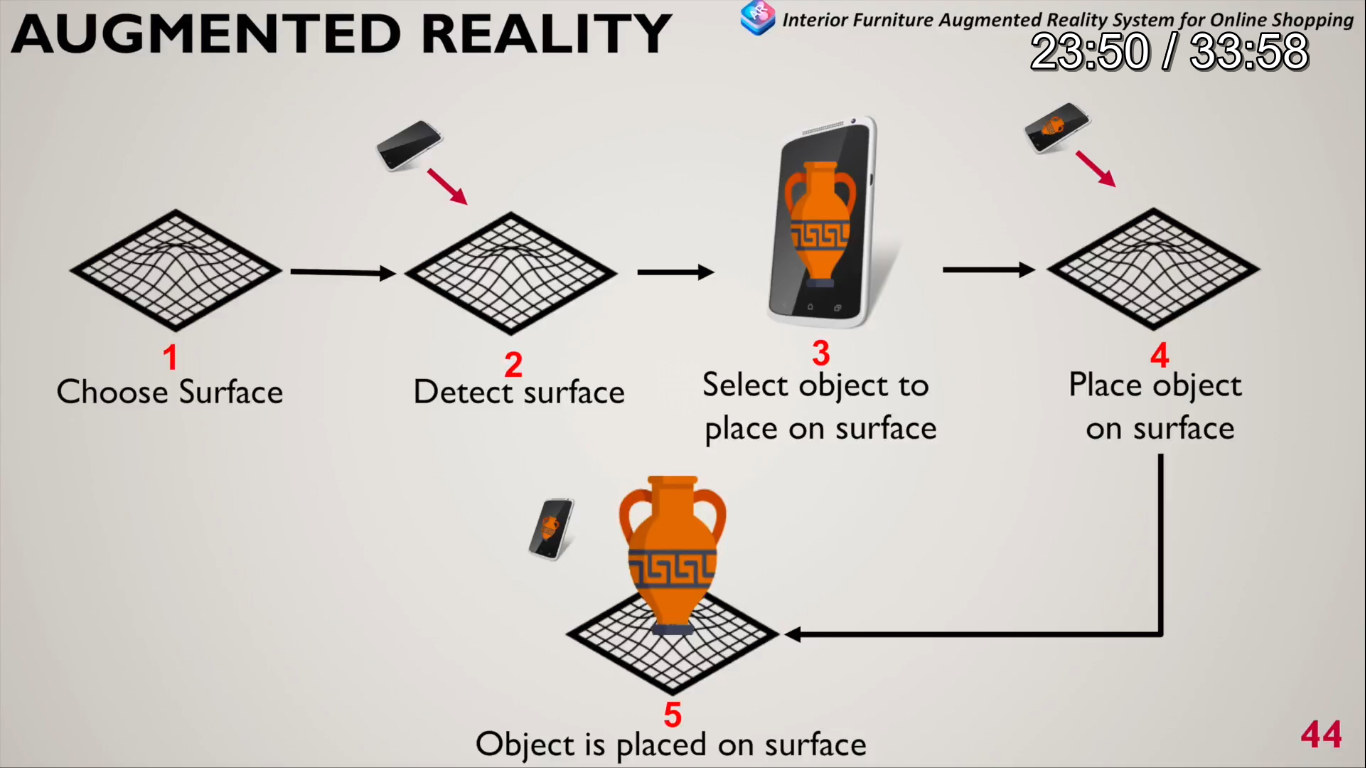 AUGMENTED REALITY
Interior Furniture Augmented Reality System for Online Shopping
23:50 / 33:58
1
Choose Surface
2
Detect surface
3
Select object to
place on surface
4
Place object
on surface
5
Object is placed on surface
44